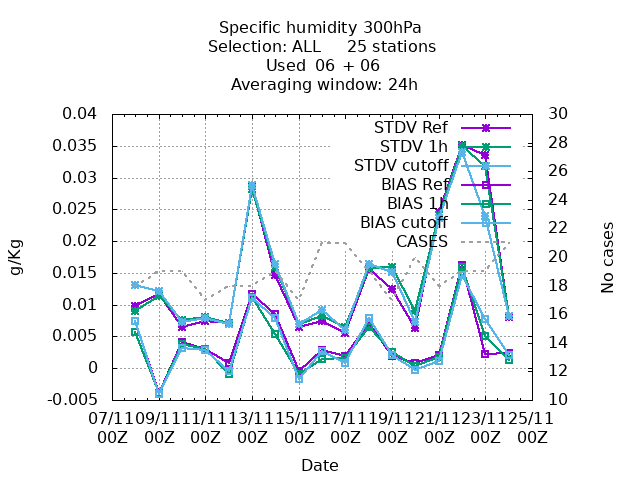 Specific humidity 300hPa
Selection: ALL     25 stations
Used  06 + 06
Averaging window: 24h
0.04
0.035
0.03
0.025
0.02
0.015
0.01
0.005
0
-0.005
g/Kg
30
28
26
24
22
20
18
16
14
12
10
No cases
STDV Ref
STDV 1h
STDV cutoff
BIAS Ref
BIAS 1h
BIAS cutoff
CASES
07/11 09/11 11/11 13/11 15/11 17/11 19/11 21/11 23/11 25/11
00Z 00Z 00Z 00Z 00Z 00Z 00Z 00Z 00Z 00Z
Date